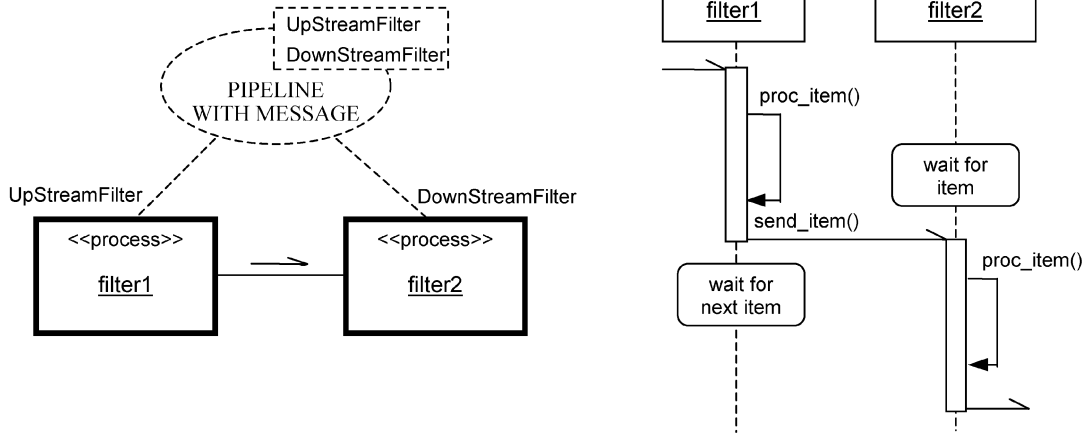 UpStreamFilter
DownStreamFilter
PIPELINE
WITH MESSAGE
UpStreamFilter
DownStreamFilter
<<process>>
filter1
<<process>>
filter2
filter1
filter2
proc_item()
wait for
item
send_item()
wait for
next item
proc_item()